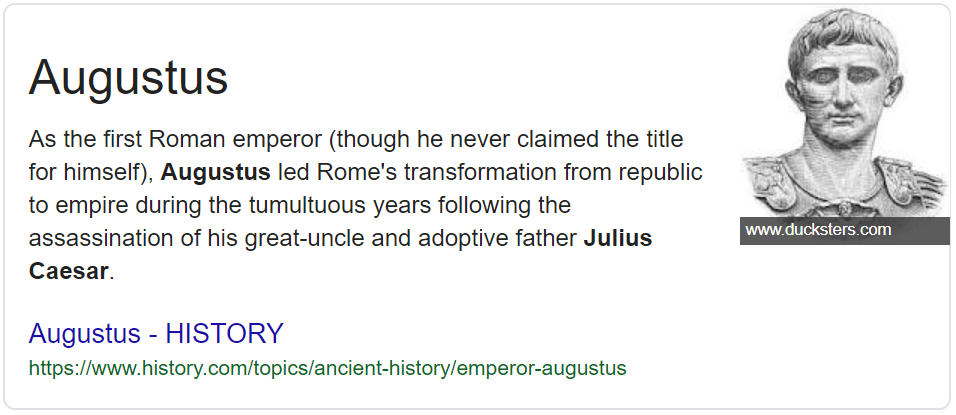 Augustus
As the first Roman emperor (though he never claimed the title
for himself), Augustus led Rome's transformation from republic
to empire during the tumultuous years following the
assassination of his great-uncle and adoptive father Julius
Caesar.
www.ducksters.com
Augustus - HISTORY
https://www.history.com/topics/ancient-history/emperor-augustus